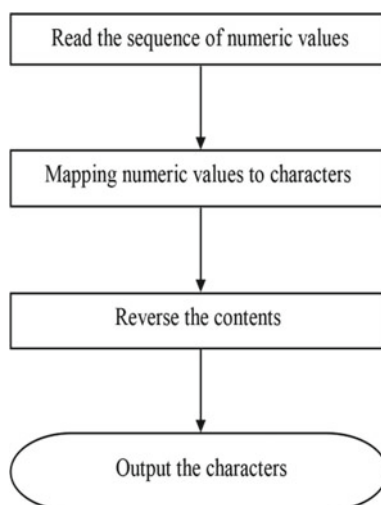 Read the sequence of numeric values
Mapping numeric values to characters
Reverse the contents
Output the characters